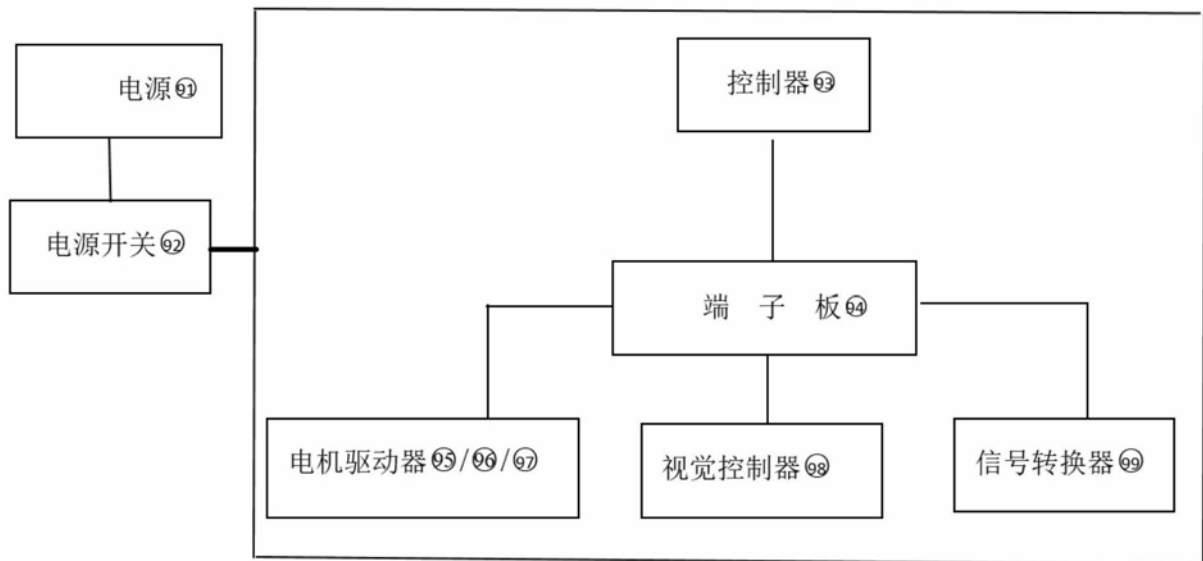 电源91
控制器93
电源开关92
端 子 板94
电机驱动器95/96/97
视觉控制器98
信号转换器99